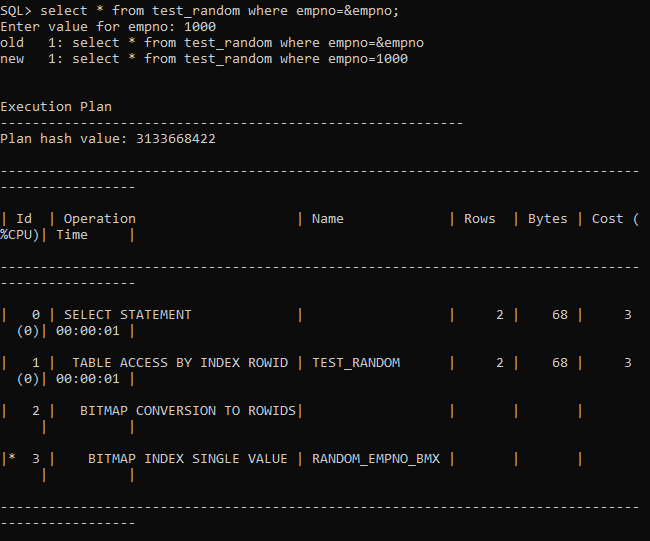 SQL> select * from test_random where empno=&empno;
Enter value for empno: 1000
old   1: select * from test_random where empno=&empno
new   1: select * from test_random where empno=1000
Execution Plan
----------------------------------------------------------
Plan hash value: 3133668422
--------------------------------------------------------------------------------
-----------------
| Id  | Operation                    | Name             | Rows  | Bytes | Cost (
%CPU)| Time     |
--------------------------------------------------------------------------------
-----------------
|   0 | SELECT STATEMENT             |                  |     2 |    68 |     3
  (0)| 00:00:01 |
|   1 |  TABLE ACCESS BY INDEX ROWID | TEST_RANDOM      |     2 |    68 |     3
  (0)| 00:00:01 |
|   2 |   BITMAP CONVERSION TO ROWIDS|                  |       |       |
     |          |
|*  3 |    BITMAP INDEX SINGLE VALUE | RANDOM_EMPNO_BMX |       |       |
     |          |
--------------------------------------------------------------------------------
-----------------